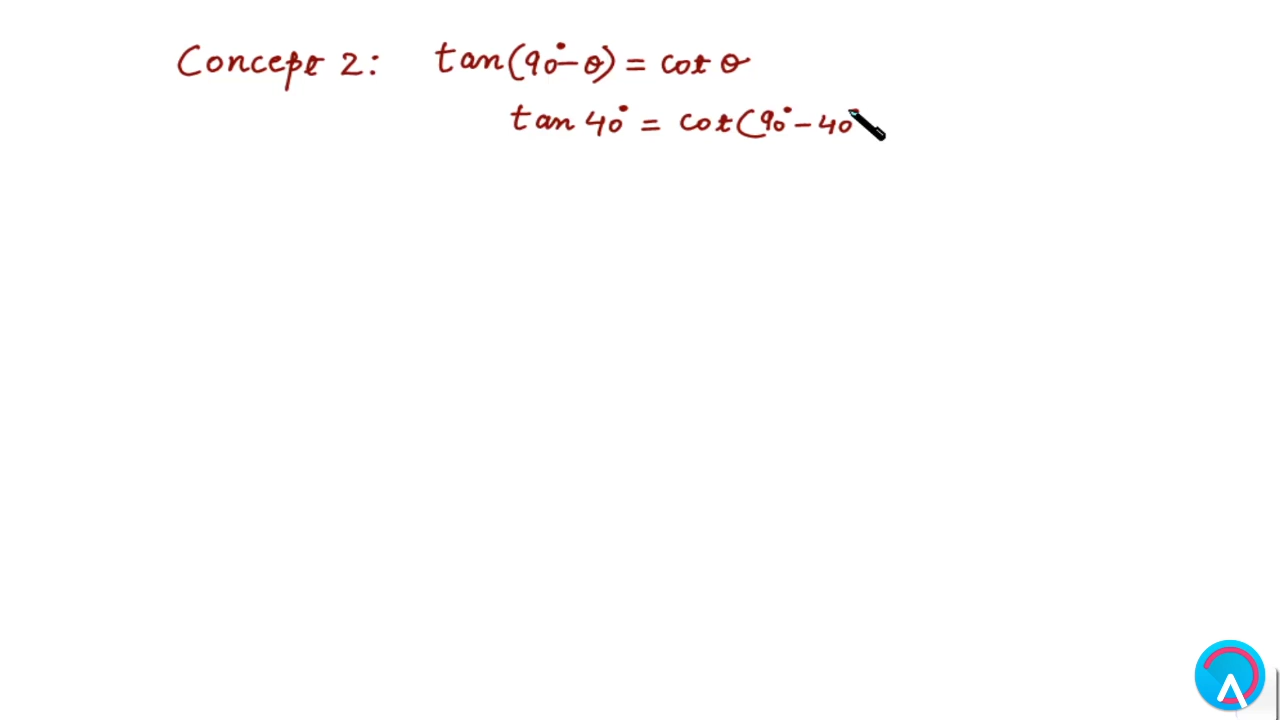 Concept 2: tan(90°-θ) = cot θ
tan 40° = cot(90° - 40